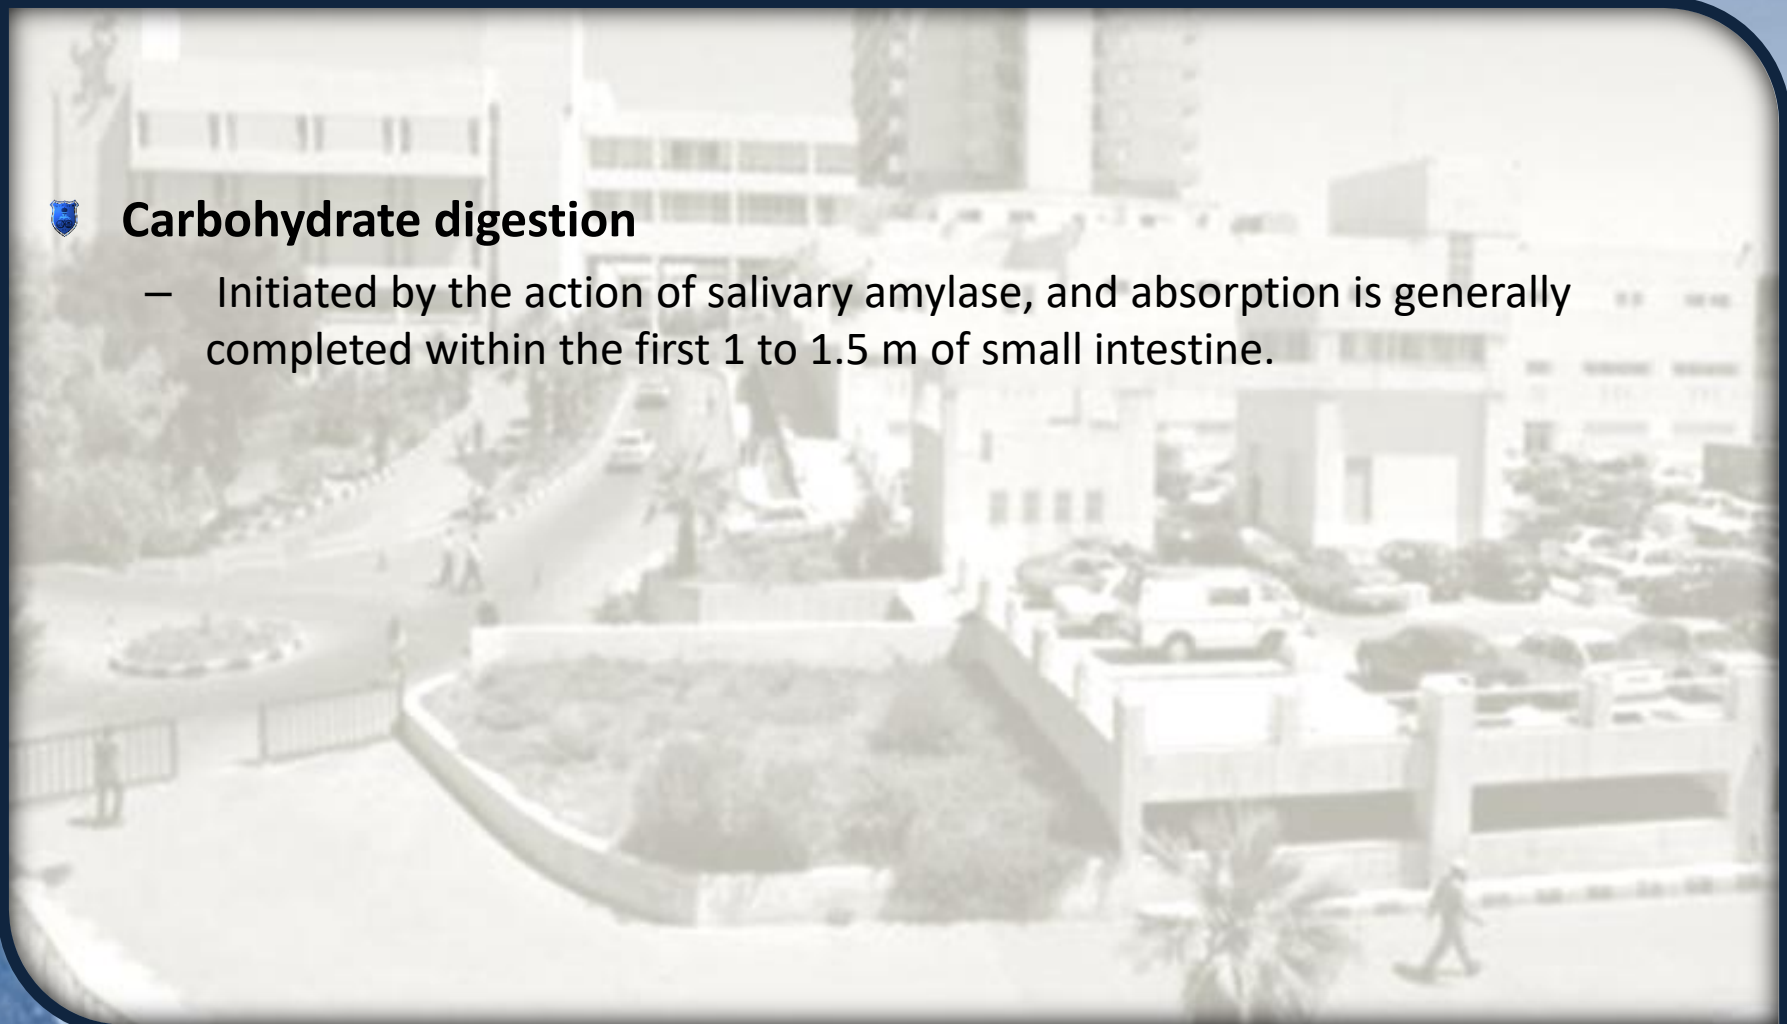 Carbohydrate digestion
– Initiated by the action of salivary amylase, and absorption is generally
completed within the first 1 to 1.5 m of small intestine.